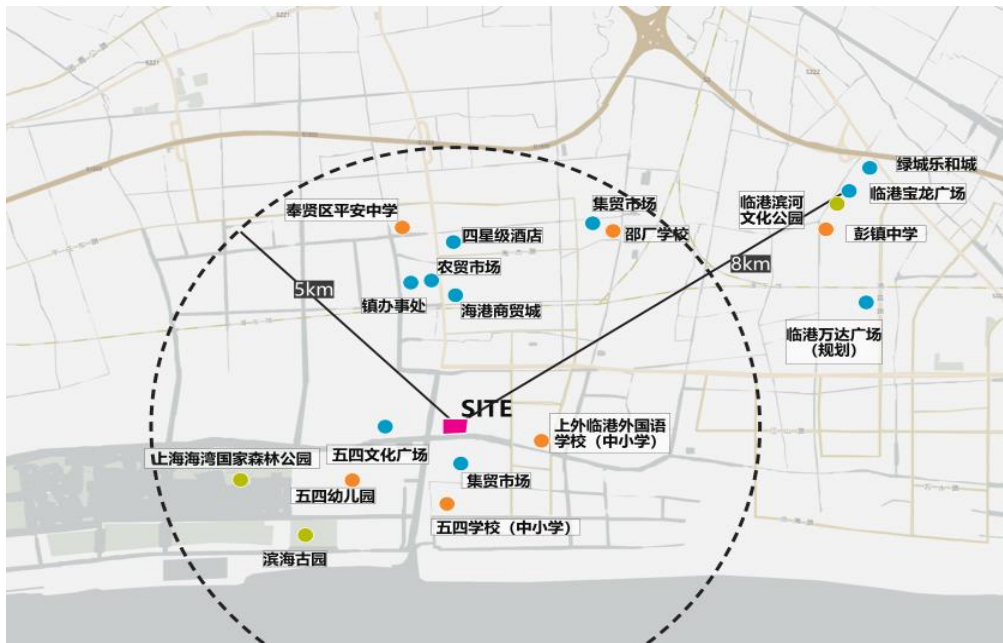 S221
S221
S222
绿城乐和城
临港宝龙广场
临港滨河
文化公园
彭镇中学
集贸市场
邵厂学校
奉贤区平安中学
四星级酒店
农贸市场
镇办事处
海港商贸城
5km
8km
临港万达广场
（规划）
SITE
上外临港外国语
学校（中小学）
五四文化广场
上海海湾国家森林公园
集贸市场
五四幼儿园
五四学校（中小学）
滨海古园